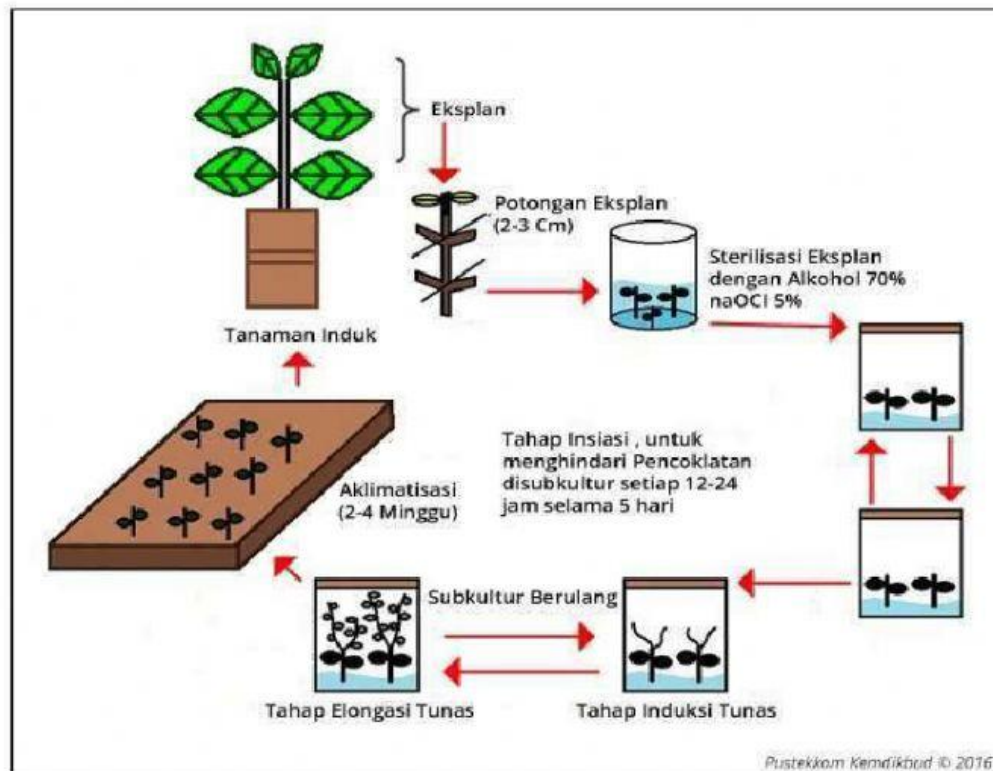 Eksplan
Potongan Eksplan
(2-3 Cm)
Sterilisasi Eksplan
dengan Alkohol 70%
naOCl 5%
Tanaman Induk
Tahap Insiasi , untuk
menghindari Pencoklatan
disubkultur setiap 12-24
jam selama 5 hari
Aklimatisasi
(2-4 Minggu)
Subkultur Berulang
Tahap Elongasi Tunas
Tahap Induksi Tunas
Pustekkom Kemdikbud © 2016